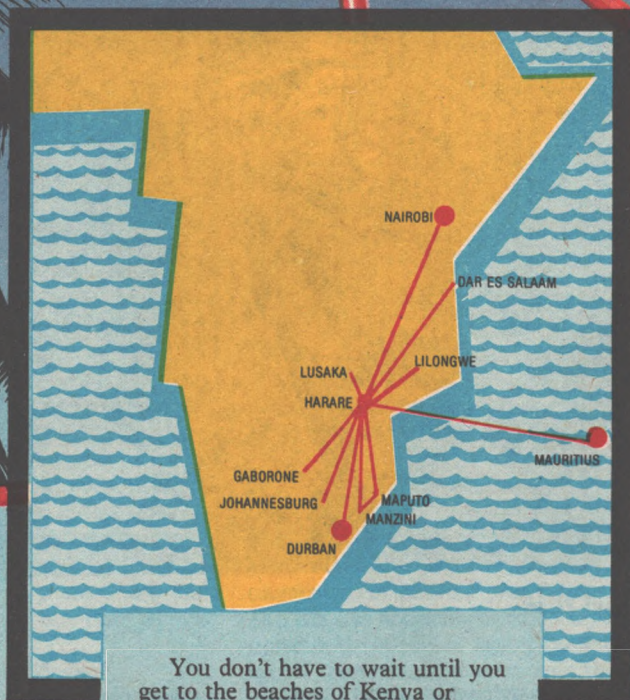 NAIROBI
DAR ES SALAAM
LUSAKA
LILONGWE
HARARE
MAURITIUS
GABORONE
JOHANNESBURG
MAPUTO
MANZINI
DURBAN
You don't have to wait until you
get to the beaches of Kenya or